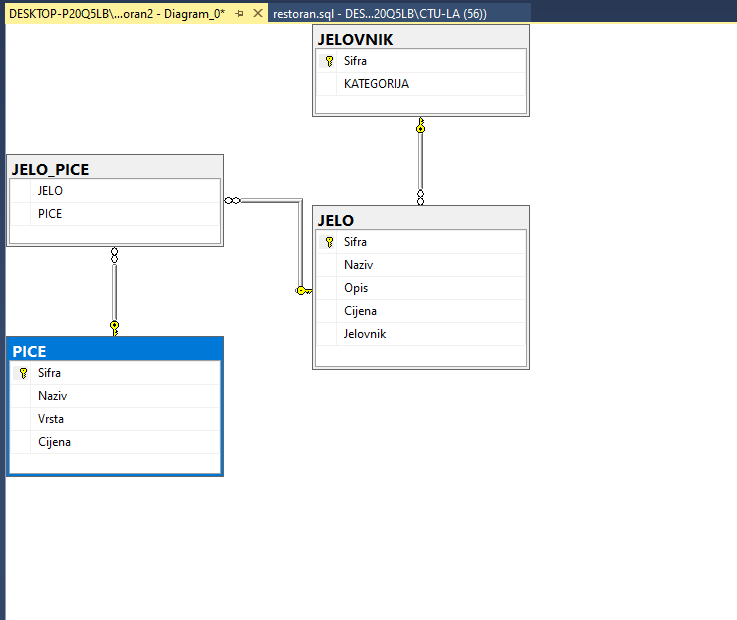 DESKTOP-P20Q5LB\...oran2 - Diagram_0*
restoran.sql - DES...20Q5LB\CTU-LA (56))
JELOVNIK
Sifra
KATEGORIJA
JELO_PICE
JELO
PICE
JELO
Sifra
Naziv
Opis
Cijena
Jelovnik
PICE
Sifra
Naziv
Vrsta
Cijena